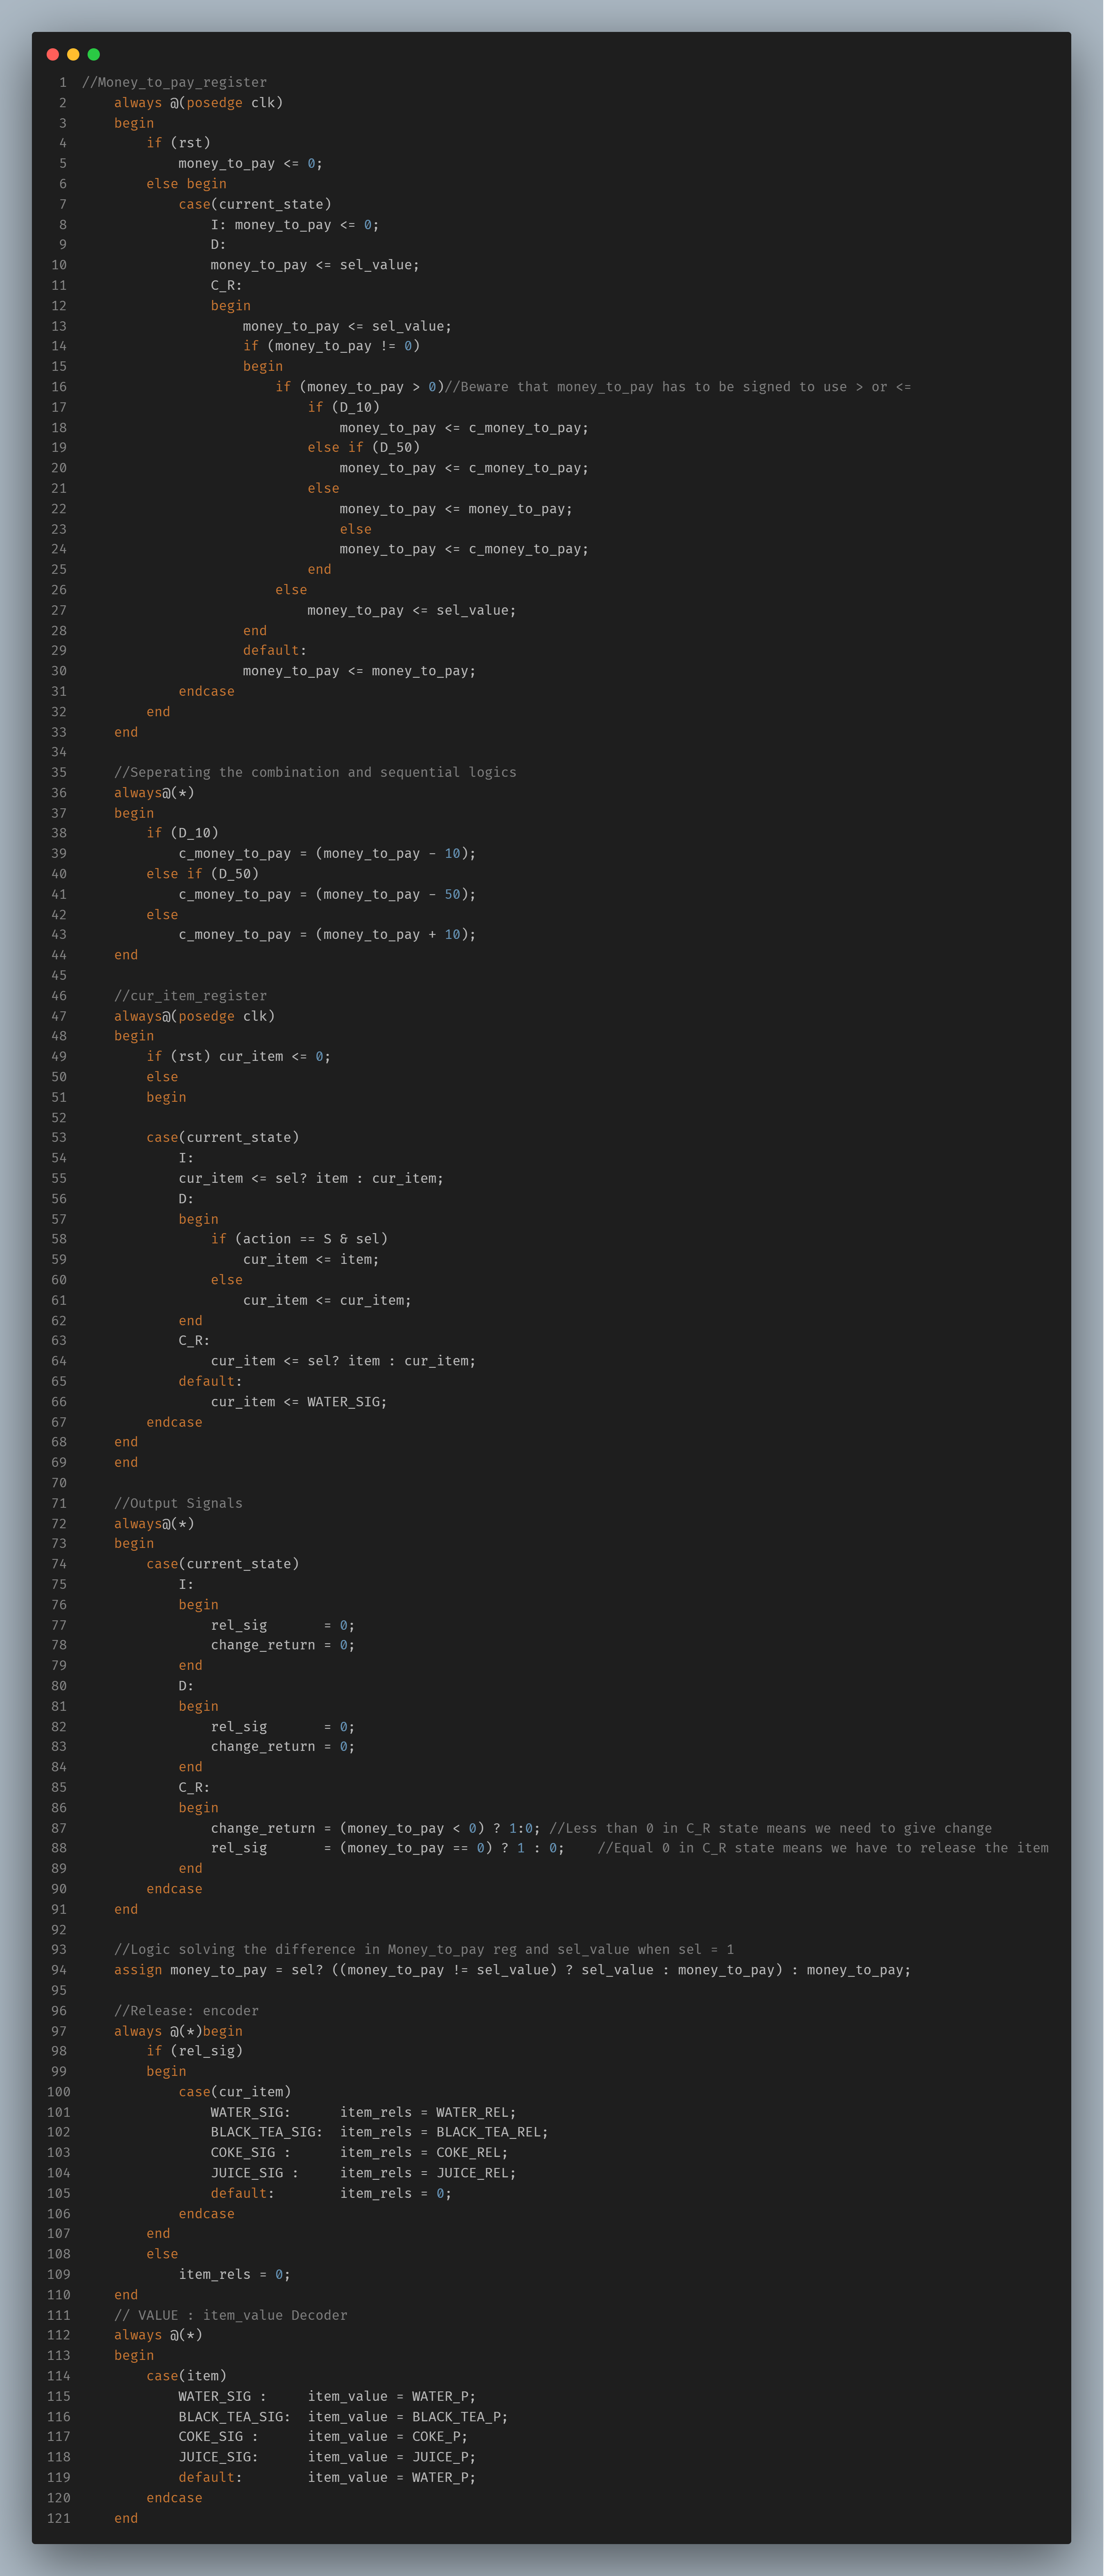 1 //Money_to_pay_register
2     always @(posedge clk)
3     begin
4         if (rst)
5             money_to_pay <= 0;
6         else begin
7             case(current_state)
8                 I: money_to_pay <= 0;
9                 D:
10                 money_to_pay <= sel_value;
11                 C_R:
12                 begin
13                     money_to_pay <= sel_value;
14                     if (money_to_pay != 0)
15                     begin
16                         if (money_to_pay > 0)//Beware that money_to_pay has to be signed to use > or <=
17                             if (D_10)
18                                 money_to_pay <= c_money_to_pay;
19                             else if (D_50)
20                                 money_to_pay <= c_money_to_pay;
21                             else
22                                 money_to_pay <= money_to_pay;
23                                 else
24                                 money_to_pay <= c_money_to_pay;
25                             end
26                         else
27                             money_to_pay <= sel_value;
28                     end
29                     default:
30                     money_to_pay <= money_to_pay;
31             endcase
32         end
33     end
34
35     //Seperating the combination and sequential logics
36     always@(*)
37     begin
38         if (D_10)
39             c_money_to_pay = (money_to_pay - 10);
40         else if (D_50)
41             c_money_to_pay = (money_to_pay - 50);
42         else
43             c_money_to_pay = (money_to_pay + 10);
44     end
45
46     //cur_item_register
47     always@(posedge clk)
48     begin
49         if (rst) cur_item <= 0;
50         else
51         begin
52
53         case(current_state)
54             I:
55             cur_item <= sel? item : cur_item;
56             D:
57             begin
58                 if (action == S & sel)
59                     cur_item <= item;
60                 else
61                     cur_item <= cur_item;
62             end
63             C_R:
64                 cur_item <= sel? item : cur_item;
65             default:
66                 cur_item <= WATER_SIG;
67         endcase
68     end
69     end
70
71     //Output Signals
72     always@(*)
73     begin
74         case(current_state)
75             I:
76             begin
77                 rel_sig       = 0;
78                 change_return = 0;
79             end
80             D:
81             begin
82                 rel_sig       = 0;
83                 change_return = 0;
84             end
85             C_R:
86             begin
87                 change_return = (money_to_pay < 0) ? 1:0; //Less than 0 in C_R state means we need to give change
88                 rel_sig       = (money_to_pay == 0) ? 1 : 0;    //Equal 0 in C_R state means we have to release the item
89             end
90         endcase
91     end
92
93     //Logic solving the difference in Money_to_pay reg and sel_value when sel = 1
94     assign money_to_pay = sel? ((money_to_pay != sel_value) ? sel_value : money_to_pay) : money_to_pay;
95
96     //Release: encoder
97     always @(*)begin
98         if (rel_sig)
99         begin
100             case(cur_item)
101                 WATER_SIG:      item_rels = WATER_REL;
102                 BLACK_TEA_SIG:  item_rels = BLACK_TEA_REL;
103                 COKE_SIG :      item_rels = COKE_REL;
104                 JUICE_SIG :     item_rels = JUICE_REL;
105                 default:        item_rels = 0;
106             endcase
107         end
108         else
109             item_rels = 0;
110     end
111     // VALUE : item_value Decoder
112     always @(*)
113     begin
114         case(item)
115             WATER_SIG :     item_value = WATER_P;
116             BLACK_TEA_SIG:  item_value = BLACK_TEA_P;
117             COKE_SIG :      item_value = COKE_P;
118             JUICE_SIG:      item_value = JUICE_P;
119             default:        item_value = WATER_P;
120         endcase
121     end